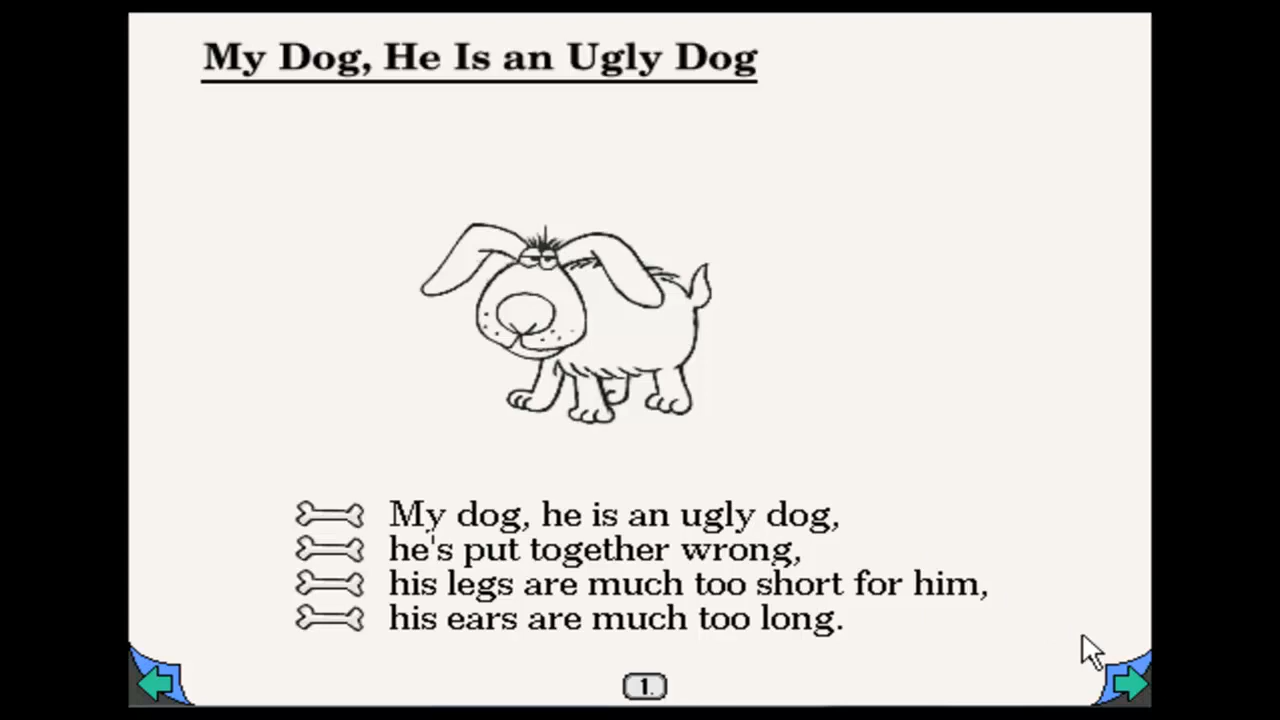 My Dog, He Is an Ugly Dog
My dog, he is an ugly dog,
he's put together wrong,
his legs are much too short for him,
his ears are much too long.
1.